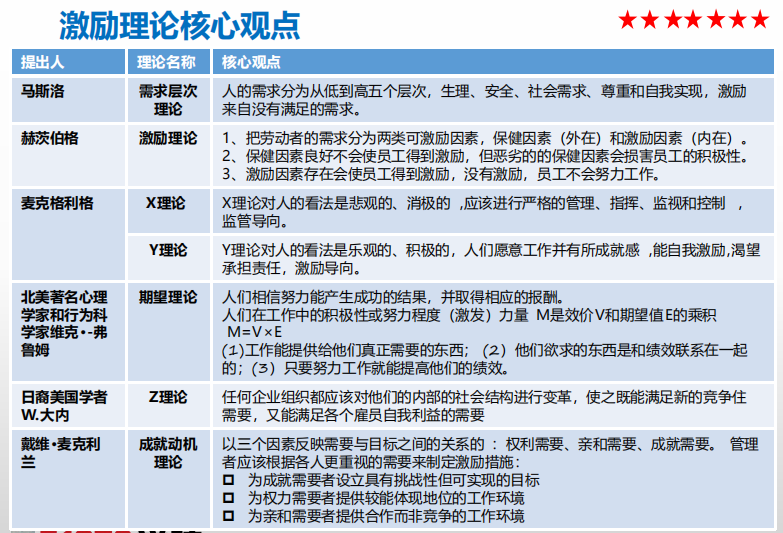 激励理论核心观点
提出人 理论名称 核心观点
马斯洛
需求层次
理论
人的需求分为从低到高五个层次，生理、安全、社会需求、尊重和自我实现，激励
来自没有满足的需求。
赫茨伯格
激励理论
1、把劳动者的需求分为两类可激励因素，保健因素（外在）和激励因素（内在）。
2、保健因素良好不会使员工得到激励，但恶劣的的保健因素会损害员工的积极性。
3、激励因素存在会使员工得到激励，没有激励，员工不会努力工作。
麦克格利格
X理论
X理论对人的看法是悲观的、消极的 ,应该进行严格的管理、指挥、监视和控制 ，
监管导向。
Y理论
Y理论对人的看法是乐观的、积极的，人们愿意工作并有所成就感 ,能自我激励,渴望
承担责任，激励导向。
北美著名心理
学家和行为科
学家维克•-弗
鲁姆
期望理论
人们相信努力能产生成功的结果，并取得相应的报酬。
人们在工作中的积极性或努力程度（激发）力量 M是效价V和期望值E的乘积
M=V×E
(1)工作能提供给他们真正需要的东西； (2）他们欲求的东西是和绩效联系在一起
的；(3）只要努力工作就能提高他们的绩效。
日裔美国学者
W.大内
Z理论
任何企业组织都应该对他们的内部的社会结构进行变革，使之既能满足新的竞争住
需要，又能满足各个雇员自我利益的需要
戴维•麦克利
兰
成就动机
理论
以三个因素反映需要与目标之间的关系的 ：权利需要、亲和需要、成就需要。 管理
者应该根据各人更重视的需要来制定激励措施：
为成就需要者设立具有挑战性但可实现的目标
为权力需要者提供较能体现地位的工作环境
为亲和需要者提供合作而非竞争的工作环境